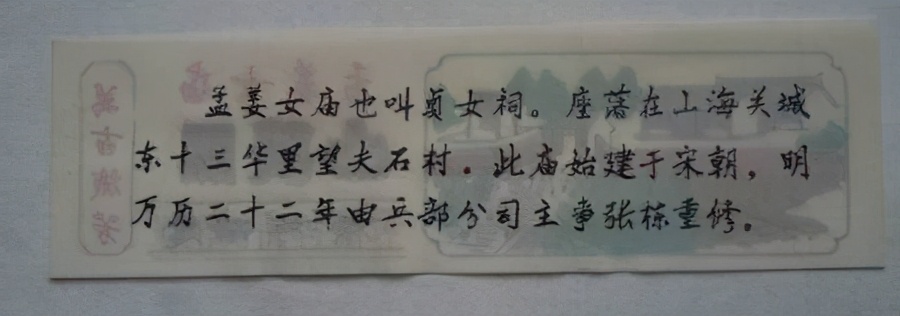 孟姜女庙也叫贞女祠。座落在山海关城
东十三华里望夫石村。此庙始建于宋朝，明
万历二十二年由兵部分司主事张栋重修。